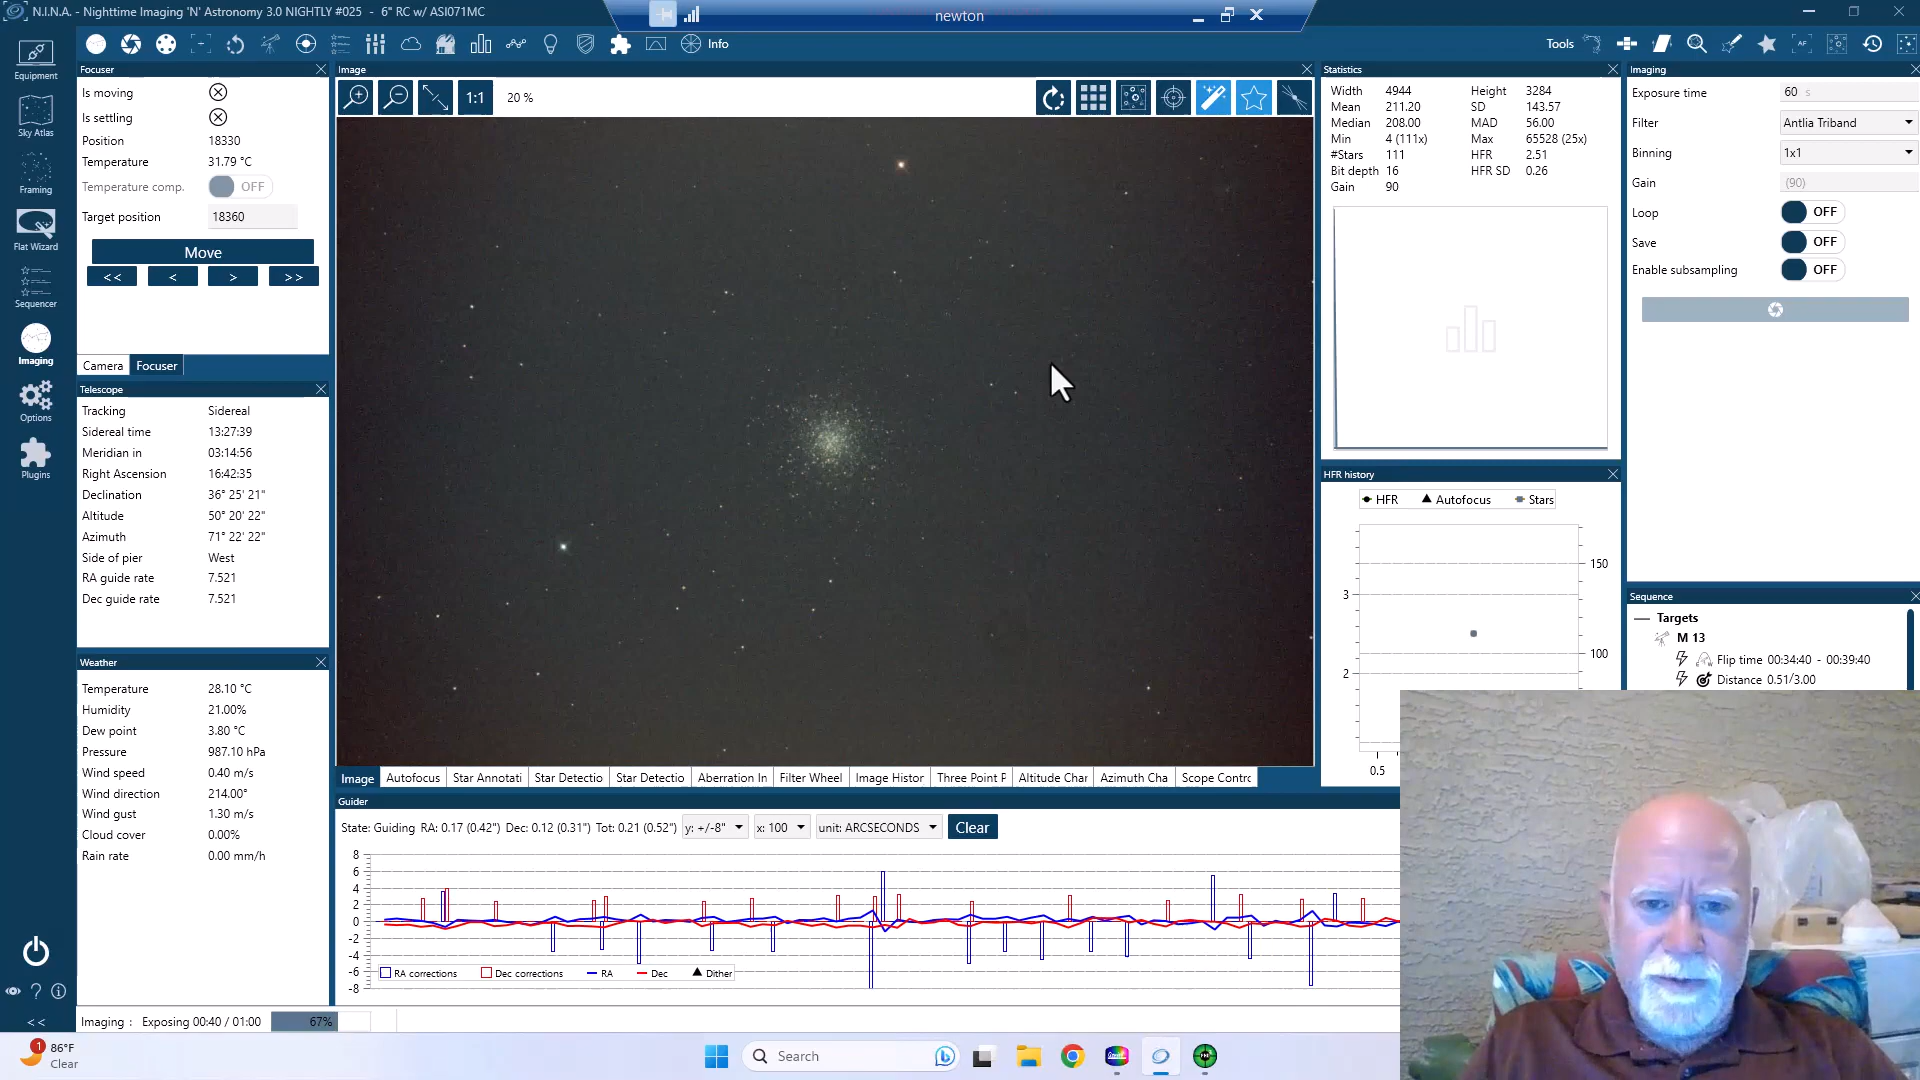 N.I.N.A. - Nighttime Imaging 'N' Astronomy 3.0 NIGHTLY #025 - 6" RC w/ ASI071MC
newton
Info
Tools
Equipment
Sky Atlas
Framing
Flat Wizard
Sequencer
Imaging
Options
Plugins
<<
Focuser
Is moving
Is settling
Position 18330
Temperature 31.79 °C
Temperature comp. OFF
Target position 18360
Move
<< < > >>
Camera Focuser
Telescope
Tracking Sidereal
Sidereal time 13:27:39
Meridian in 03:14:56
Right Ascension 16:42:35
Declination 36° 25' 21"
Altitude 50° 20' 22"
Azimuth 71° 22' 22"
Side of pier West
RA guide rate 7.521
Dec guide rate 7.521
Weather
Temperature 28.10 °C
Humidity 21.00%
Dew point 3.80 °C
Pressure 987.10 hPa
Wind speed 0.40 m/s
Wind direction 214.00°
Wind gust 1.30 m/s
Cloud cover 0.00%
Rain rate 0.00 mm/h
Image
1:1 20 %
Image Autofocus Star Annotati Star Detectio Star Detectio Aberration In Filter Wheel Image Histor Three Point P Altitude Char Azimuth Cha Scope Contrc
Guider
State: Guiding RA: 0.17 (0.42") Dec: 0.12 (0.31") Tot: 0.21 (0.52") y: +/-8" x: 100 unit: ARCSECONDS Clear
8
6
4
2
0
-2
-4
-6
-8
RA corrections Dec corrections RA Dec Dither
Statistics
Width 4944 Height 3284
Mean 211.20 SD 143.57
Median 208.00 MAD 56.00
Min 4 (111x) Max 65528 (25x)
#Stars 111 HFR 2.51
Bit depth 16 HFR SD 0.26
Gain 90
HFR history
HFR Autofocus Stars
150
3
100
2
0.5
Imaging
Exposure time 60 s
Filter Antlia Triband
Binning 1x1
Gain (90)
Loop OFF
Save OFF
Enable subsampling OFF
Sequence
Targets
M 13
Flip time 00:34:40 - 00:39:40
Distance 0.51/3.00
Imaging : Exposing 00:40 / 01:00 67%
1
86°F
Clear
Search